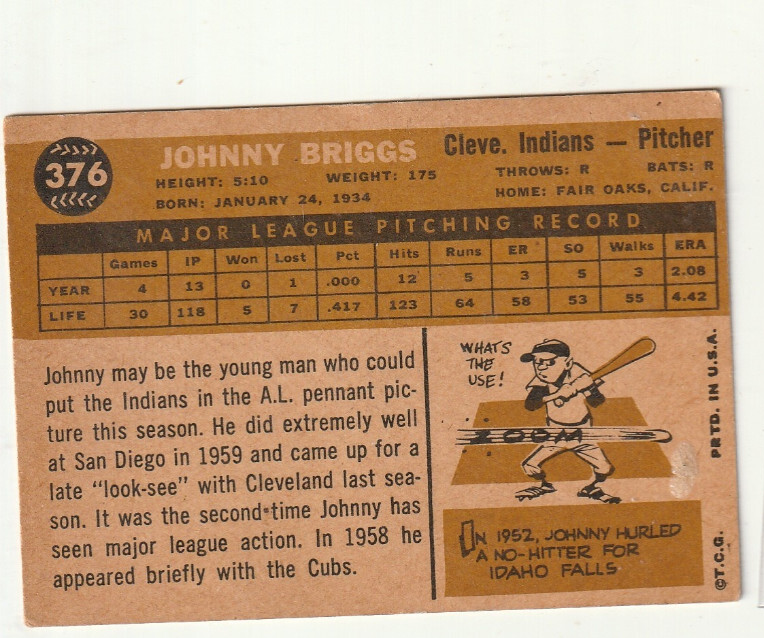 376
JOHNNY BRIGGS
Cleve. Indians — Pitcher
HEIGHT: 5:10 WEIGHT: 175
THROWS: R BATS: R
BORN: JANUARY 24, 1934
HOME: FAIR OAKS, CALIF.
MAJOR LEAGUE PITCHING RECORD
Games IP Won Lost Pct Hits Runs ER SO Walks ERA
YEAR 4 13 0 1 .000 12 5 3 5 3 2.08
LIFE 30 118 5 7 .417 123 64 58 53 55 4.42
Johnny may be the young man who could
put the Indians in the A.L. pennant pic-
ture this season. He did extremely well
at San Diego in 1959 and came up for a
late "look-see" with Cleveland last sea-
son. It was the second time Johnny has
seen major league action. In 1958 he
appeared briefly with the Cubs.
WHAT'S
THE
USE!
ZOOM
IN 1952, JOHNNY HURLED
A NO-HITTER FOR
IDAHO FALLS
©T.C.G. PRTD. IN U.S.A.